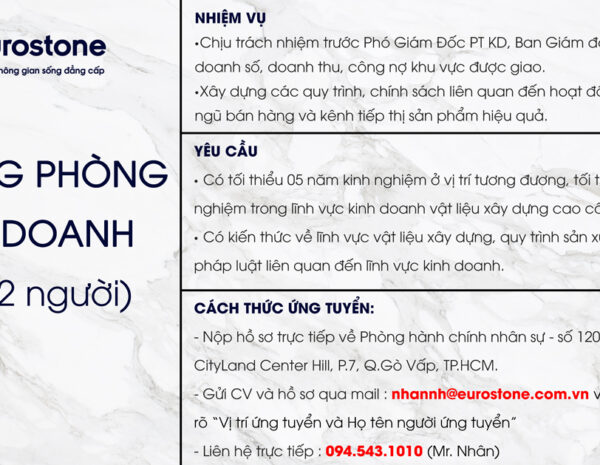 urostone
hông gian sống đẳng cấp
G PHÒNG
DOANH
2 người)
NHIỆM VỤ
•Chịu trách nhiệm trước Phó Giám Đốc PT KD, Ban Giám đ
doanh số, doanh thu, công nợ khu vực được giao.
•Xây dựng các quy trình, chính sách liên quan đến hoạt đ
ngũ bán hàng và kênh tiếp thị sản phẩm hiệu quả.
YÊU CẦU
• Có tối thiểu 05 năm kinh nghiệm ở vị trí tương đương, tối t
nghiệm trong lĩnh vực kinh doanh vật liệu xây dựng cao c
• Có kiến thức về lĩnh vực vật liệu xây dựng, quy trình sản x
pháp luật liên quan đến lĩnh vực kinh doanh.
CÁCH THỨC ỨNG TUYỂN:
- Nộp hồ sơ trực tiếp về Phòng hành chính nhân sự - số 120
CityLand Center Hill, P.7, Q.Gò Vấp, TP.HCM.
- Gửi CV và hồ sơ qua mail : nhannh@eurostone.com.vn v
rõ “Vị trí ứng tuyển và Họ tên người ứng tuyển”
- Liên hệ trực tiếp : 094.543.1010 (Mr. Nhân)